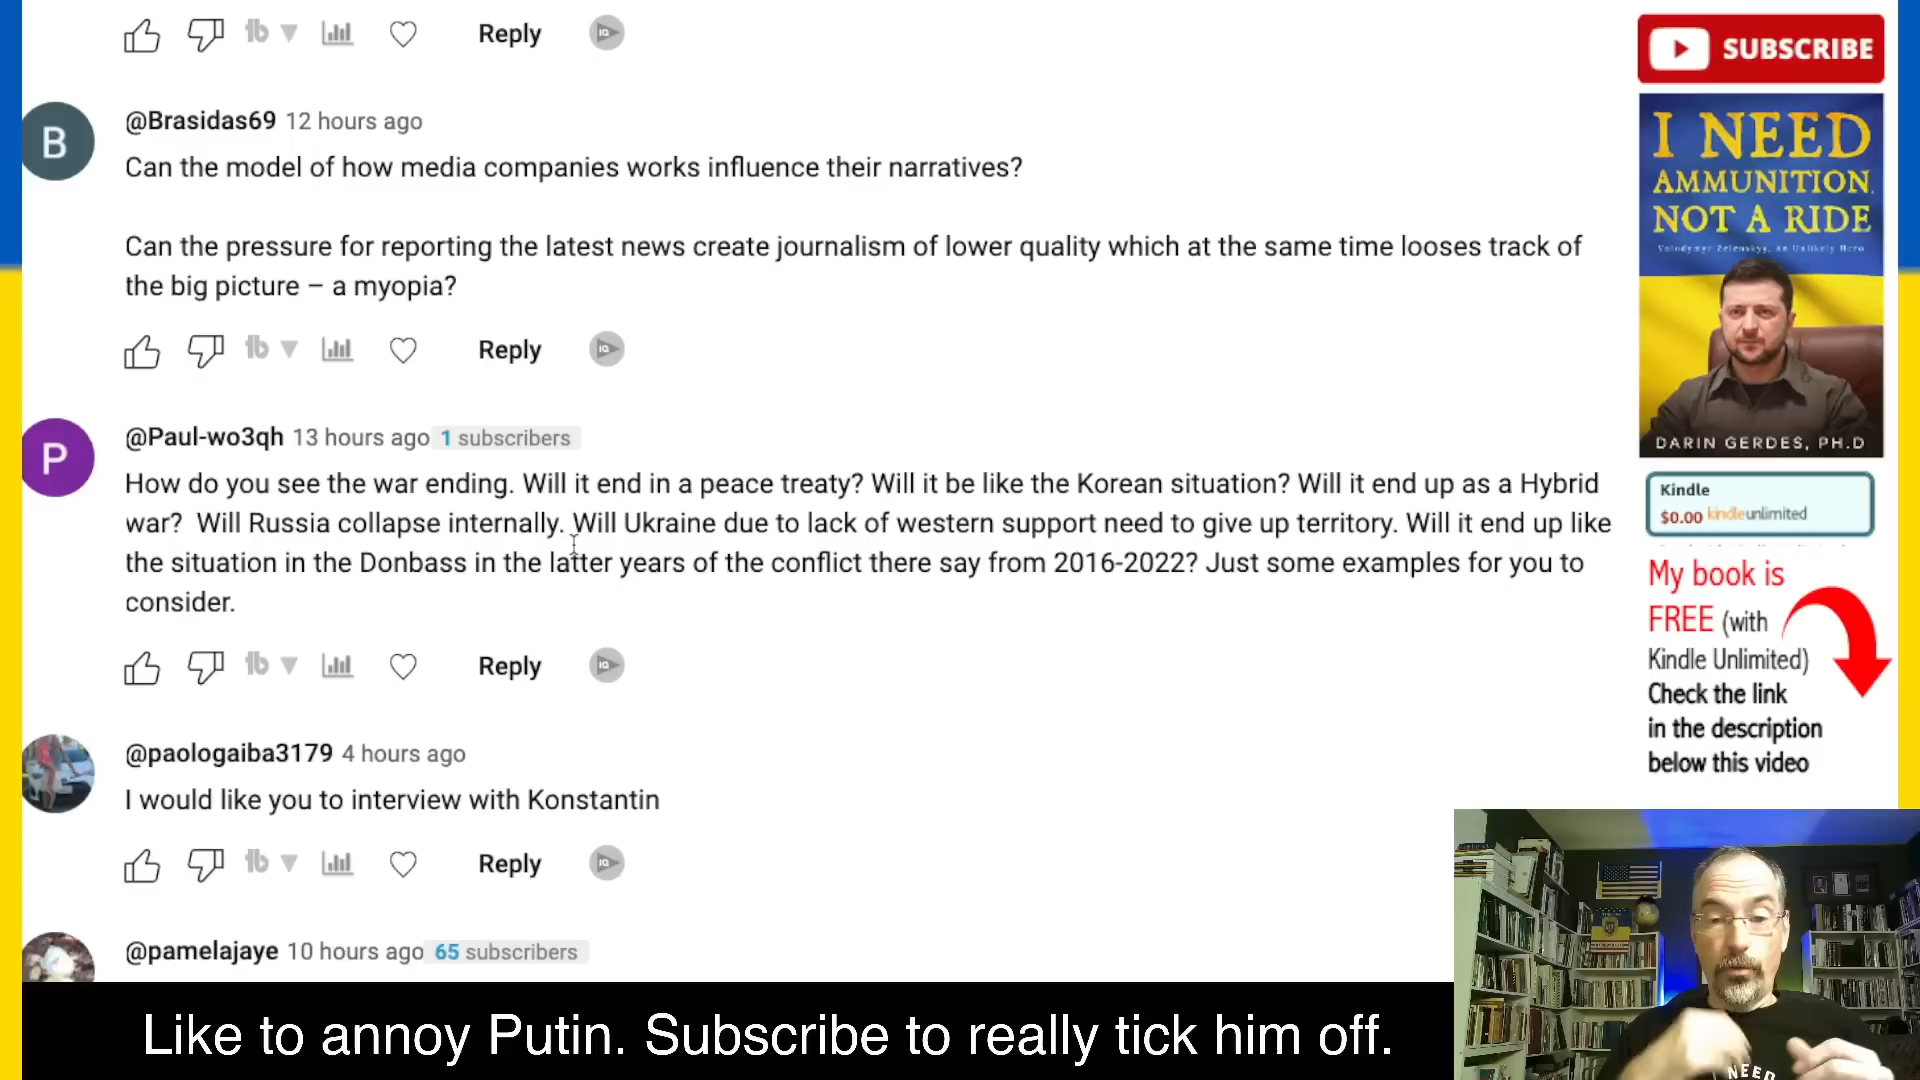 Reply
SUBSCRIBE
B
@Brasidas69 12 hours ago
Can the model of how media companies works influence their narratives?
Can the pressure for reporting the latest news create journalism of lower quality which at the same time looses track of
the big picture – a myopia?
Reply
P
@Paul-wo3qh 13 hours ago 1 subscribers
How do you see the war ending. Will it end in a peace treaty? Will it be like the Korean situation? Will it end up as a Hybrid
war?  Will Russia collapse internally. Will Ukraine due to lack of western support need to give up territory. Will it end up like
the situation in the Donbass in the latter years of the conflict there say from 2016-2022? Just some examples for you to
consider.
Reply
@paologaiba3179 4 hours ago
I would like you to interview with Konstantin
Reply
@pamelajaye 10 hours ago 65 subscribers
I NEED
AMMUNITION,
NOT A RIDE
Volodymyr Zelenskyy, An Unlikely Hero
DARIN GERDES, PH.D
Kindle
$0.00 kindleunlimited
My book is
FREE (with
Kindle Unlimited)
Check the link
in the description
below this video
NEED
Like to annoy Putin. Subscribe to really tick him off.